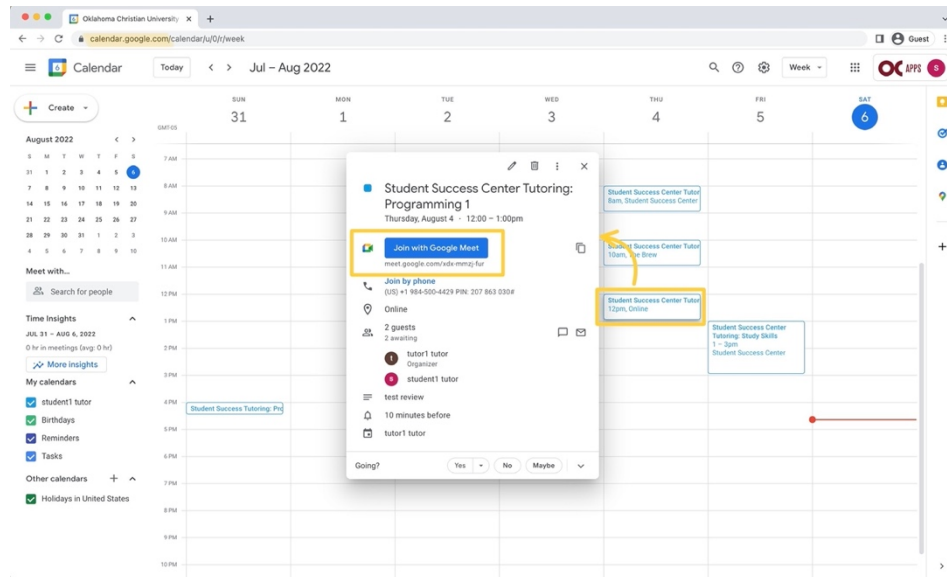 Oklahoma Christian University
calendar.google.com/calendar/u/0/r/week
Guest
Calendar
Today
Jul – Aug 2022
Week
OC APPS
S
Create
GMT-05
SUN MON TUE WED THU FRI SAT
31 1 2 3 4 5 6
August 2022
S M T W T F S
31 1 2 3 4 5 6
7 8 9 10 11 12 13
14 15 16 17 18 19 20
21 22 23 24 25 26 27
28 29 30 31 1 2 3
4 5 6 7 8 9 10
Meet with...
Search for people
Time Insights
JUL 31 – AUG 6, 2022
0 hr in meetings (avg: 0 hr)
More insights
My calendars
student1 tutor
Birthdays
Reminders
Tasks
Other calendars
Holidays in United States
7 AM
8 AM
9 AM
10 AM
11 AM
12 PM
1 PM
2 PM
3 PM
4 PM
5 PM
6 PM
7 PM
8 PM
9 PM
10 PM
Student Success Tutoring: Pro
Student Success Center Tutoring:
Programming 1
Thursday, August 4 · 12:00 – 1:00pm
Join with Google Meet
meet.google.com/xdx-mmzj-fur
Join by phone
(US) +1 984-500-4429 PIN: 207 863 030#
Online
2 guests
2 awaiting
t
tutor1 tutor
Organizer
s
student1 tutor
test review
10 minutes before
tutor1 tutor
Going?
Yes
No
Maybe
Student Success Center Tutor
8am, Student Success Center
Student Success Center Tutor
10am, The Brew
Student Success Center Tutor
12pm, Online
Student Success Center
Tutoring: Study Skills
1 – 3pm
Student Success Center